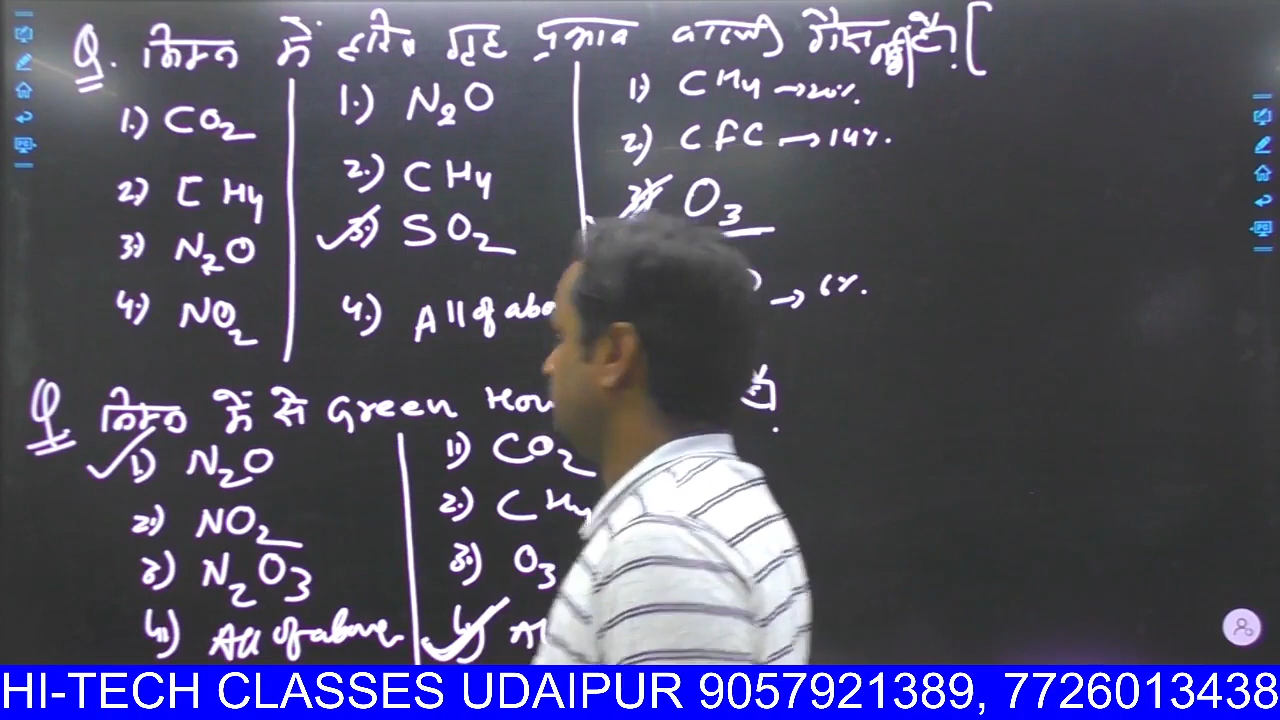 Q. निम्न में हरित गृह प्रभाव वाली गैस नहीं है? [
1.) CO2
2) CH4
3) N2O
4.) NO2
1.) N2O
2.) CH4
3.) SO2
4.) All of abo
1) CH4 → 20%.
2) CFC → 14%.
3) O3
→ 6%.
Q. निम्न में से Green Hou है
1) N2O
2) NO2
3) N2O3
4) All of above
1) CO2
2.) CH4
3.) O3
4)
HI-TECH CLASSES UDAIPUR 9057921389, 7726013438